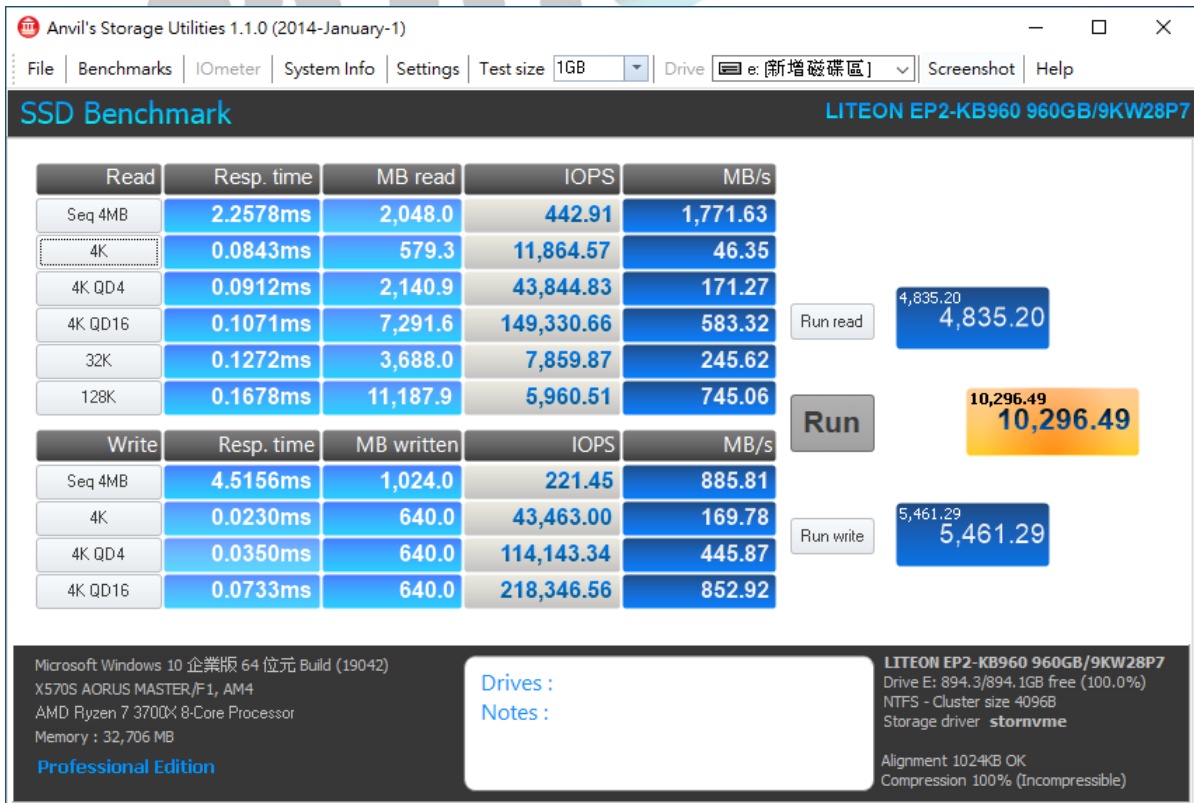 Anvil's Storage Utilities 1.1.0 (2014-January-1)
File Benchmarks IOmeter System Info Settings Test size 1GB Drive e: [新增磁碟區] Screenshot Help
SSD Benchmark LITEON EP2-KB960 960GB/9KW28P7
Read Resp. time MB read IOPS MB/s
Seq 4MB 2.2578ms 2,048.0 442.91 1,771.63
4K 0.0843ms 579.3 11,864.57 46.35
4K QD4 0.0912ms 2,140.9 43,844.83 171.27
4,835.20
4K QD16 0.1071ms 7,291.6 149,330.66 583.32 Run read 4,835.20
32K 0.1272ms 3,688.0 7,859.87 245.62
128K 0.1678ms 11,187.9 5,960.51 745.06
10,296.49
Run 10,296.49
Write Resp. time MB written IOPS MB/s
Seq 4MB 4.5156ms 1,024.0 221.45 885.81
4K 0.0230ms 640.0 43,463.00 169.78
5,461.29
Run write 5,461.29
4K QD4 0.0350ms 640.0 114,143.34 445.87
4K QD16 0.0733ms 640.0 218,346.56 852.92
Microsoft Windows 10 企業版 64 位元 Build (19042)
X570S AORUS MASTER/F1, AM4
AMD Ryzen 7 3700X 8-Core Processor
Memory : 32,706 MB
Professional Edition
Drives :
Notes :
LITEON EP2-KB960 960GB/9KW28P7
Drive E: 894.3/894.1GB free (100.0%)
NTFS - Cluster size 4096B
Storage driver stornvme
Alignment 1024KB OK
Compression 100% (Incompressible)